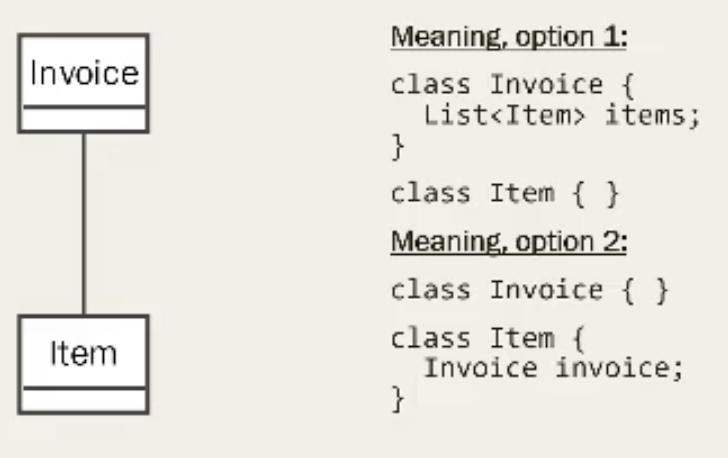 Invoice
Item
Meaning, option 1:
class Invoice {
  List<Item> items;
}
class Item { }
Meaning, option 2:
class Invoice { }
class Item {
  Invoice invoice;
}